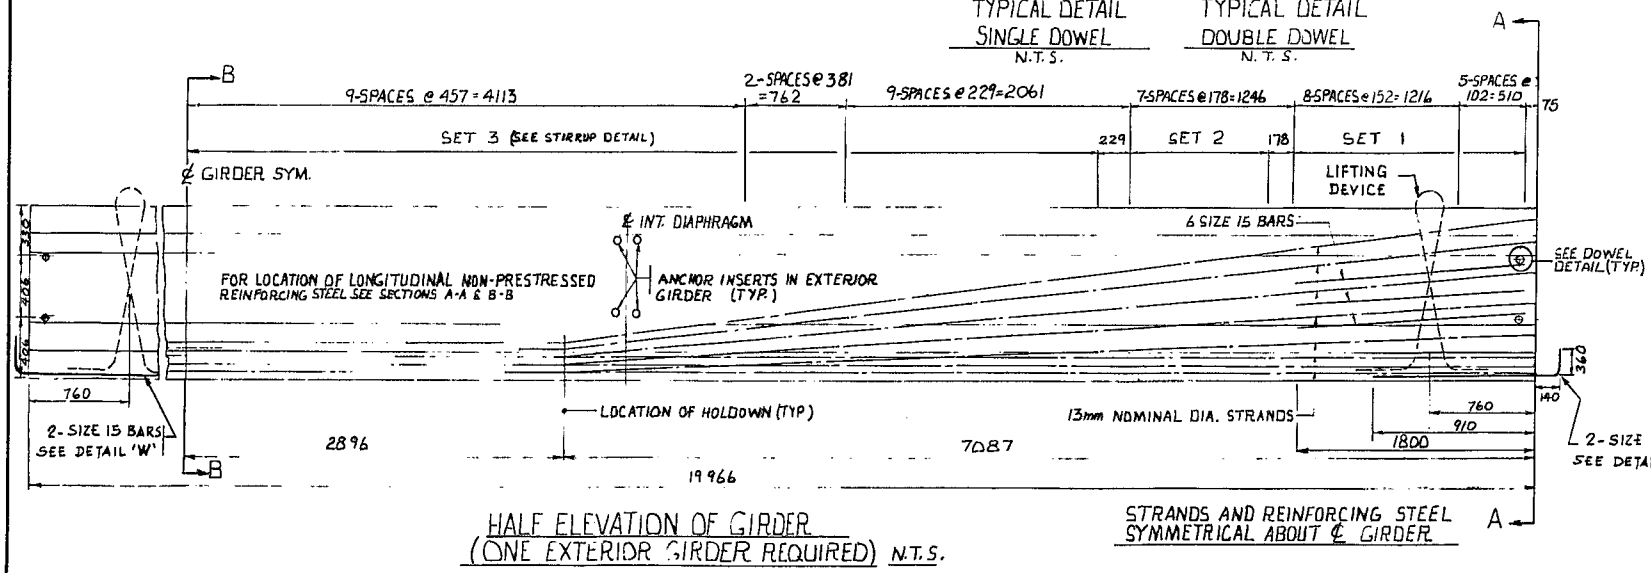 TYPICAL DETAIL
SINGLE DOWEL
N.T.S.
TYPICAL DETAIL
DOUBLE DOWEL
N.T.S.
A
B
9-SPACES @ 457=4113
2-SPACES@381
=762
9-SPACES@229=2061
7-SPACES@178=1246
8-SPACES@152=1216
5-SPACES @
102=510
75
SET 3 (SEE STIRRUP DETAIL)
229
SET 2
178
SET 1
℄ GIRDER SYM.
LIFTING
DEVICE
330
406
406
℄ INT. DIAPHRAGM
6 SIZE 15 BARS
SEE DOWEL
DETAIL (TYP.)
FOR LOCATION OF LONGITUDINAL NON-PRESTRESSED
REINFORCING STEEL SEE SECTIONS A-A & B-B
ANCHOR INSERTS IN EXTERIOR
GIRDER (TYP.)
360
760
LOCATION OF HOLDOWN (TYP.)
13mm NOMINAL DIA. STRANDS
760
140
910
2-SIZE 15 BARS
SEE DETAIL 'W'
2896
7087
1800
2-SIZE
SEE DETA
B
19 966
HALF ELEVATION OF GIRDER
(ONE EXTERIOR GIRDER REQUIRED) N.T.S.
STRANDS AND REINFORCING STEEL
SYMMETRICAL ABOUT ℄ GIRDER
A